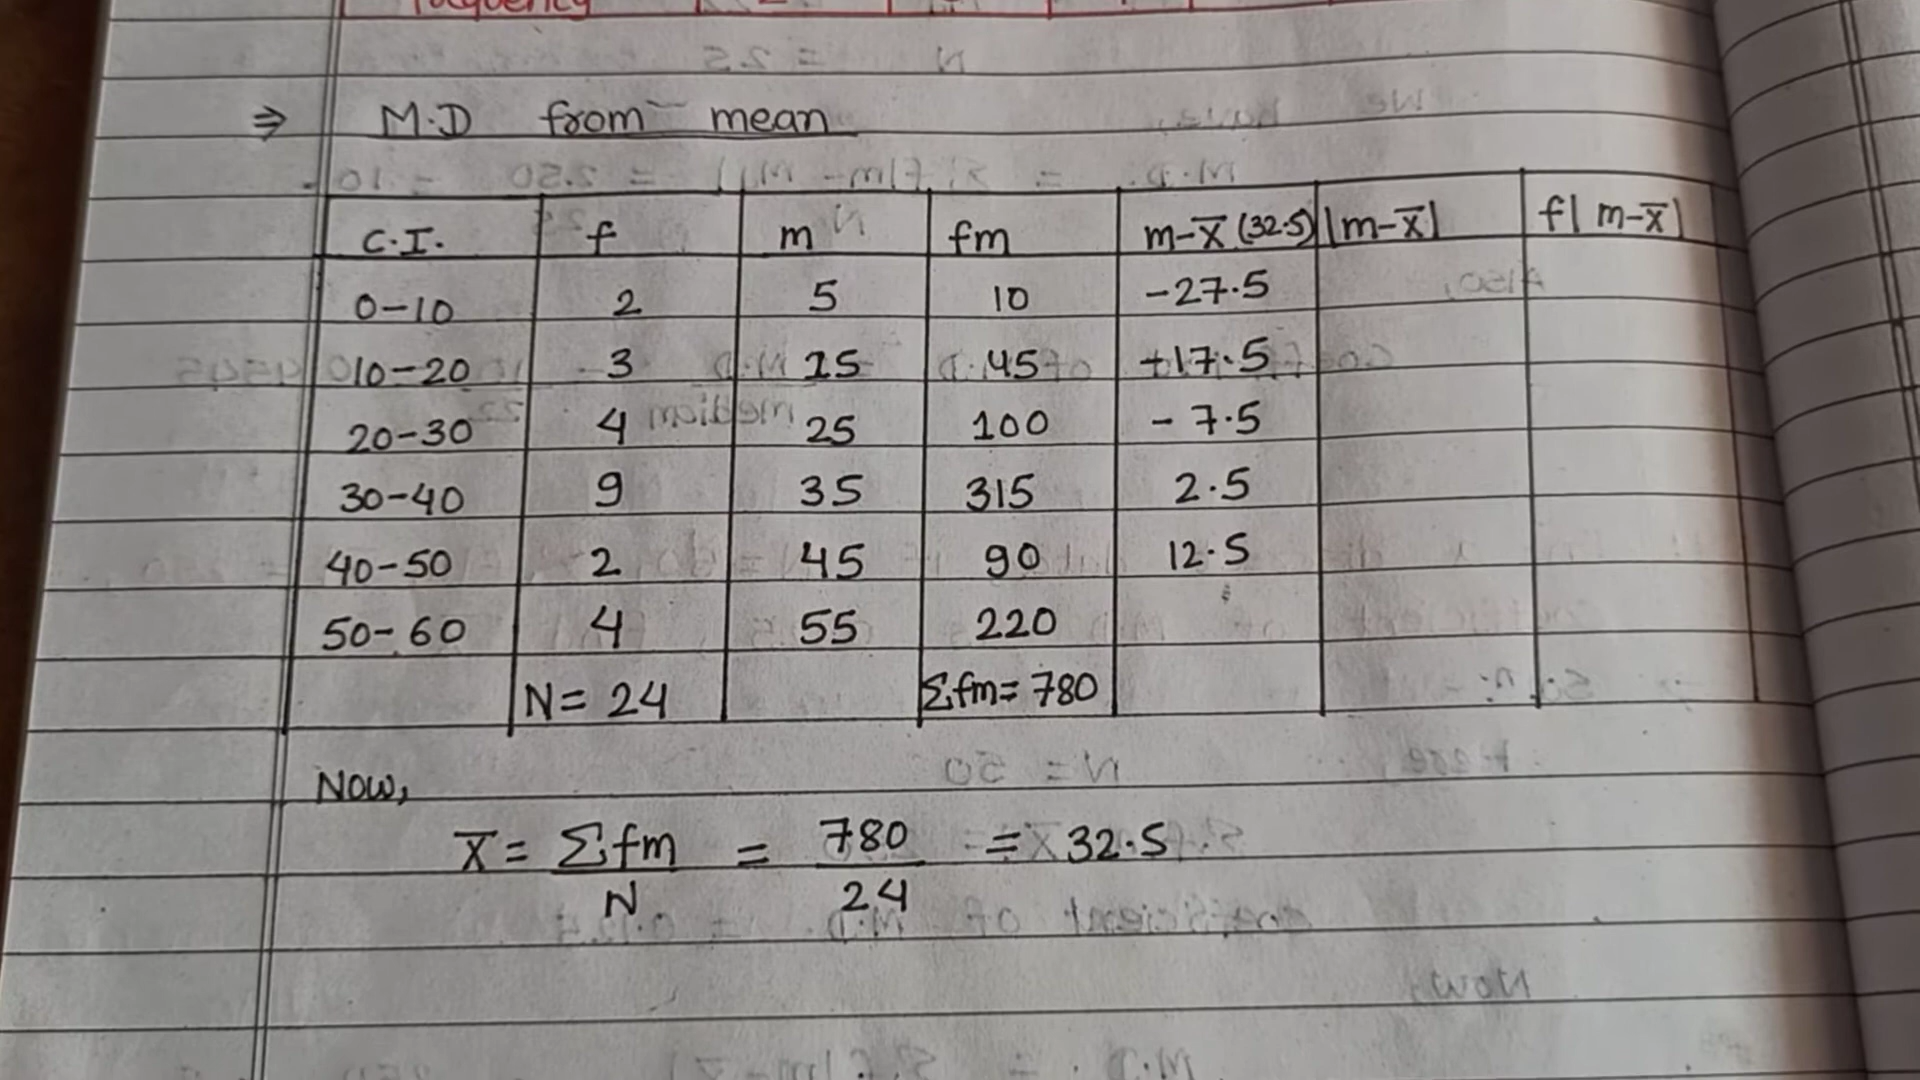 frequency
⇒ M.D from mean
C.I. f m fm m-X̅ (32.5) |m-X̅| f| m-X̅|
0-10 2 5 10 -27.5
10-20 3 15 45 +17.5
20-30 4 25 100 - 7.5
30-40 9 35 315 2.5
40-50 2 45 90 12.5
50-60 4 55 220
N= 24 Σfm= 780
Now,
X̅ = Σfm / N = 780 / 24 = 32.5